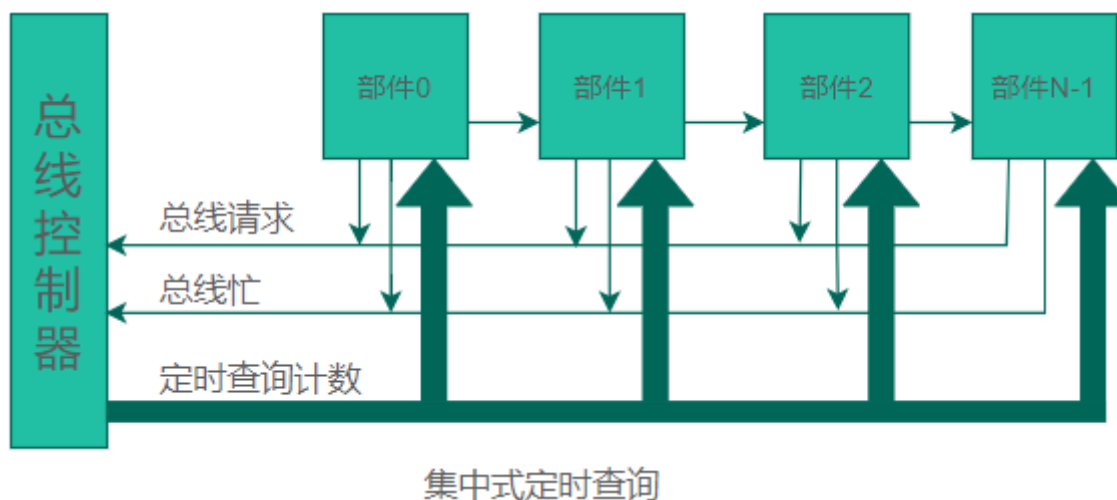 总线控制器
部件0
部件1
部件2
部件N-1
总线请求
总线忙
定时查询计数
集中式定时查询